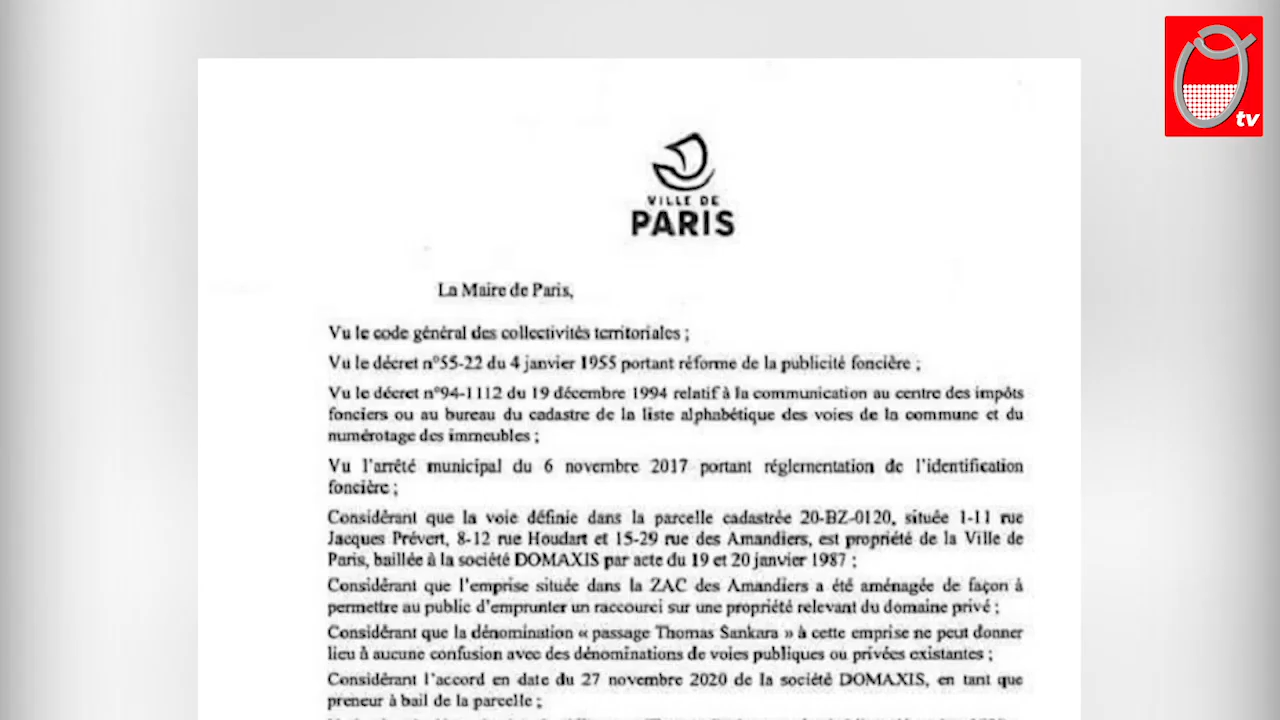 tv
VILLE DE
PARIS
La Maire de Paris,
Vu le code général des collectivités territoriales ;
Vu le décret n°55-22 du 4 janvier 1955 portant réforme de la publicité foncière ;
Vu le décret n°94-1112 du 19 décembre 1994 relatif à la communication au centre des impôts
fonciers ou au bureau du cadastre de la liste alphabétique des voies de la commune et du
numérotage des immeubles ;
Vu l'arrêté municipal du 6 novembre 2017 portant réglementation de l'identification
foncière ;
Considérant que la voie définie dans la parcelle cadastrée 20-BZ-0120, située 1-11 rue
Jacques Prévert, 8-12 rue Houdart et 15-29 rue des Amandiers, est propriété de la Ville de
Paris, baillée à la société DOMAXIS par acte du 19 et 20 janvier 1987 ;
Considérant que l'emprise située dans la ZAC des Amandiers a été aménagée de façon à
permettre au public d'emprunter un raccourci sur une propriété relevant du domaine privé ;
Considérant que la dénomination « passage Thomas Sankara » à cette emprise ne peut donner
lieu à aucune confusion avec des dénominations de voies publiques ou privées existantes ;
Considérant l'accord en date du 27 novembre 2020 de la société DOMAXIS, en tant que
preneur à bail de la parcelle ;